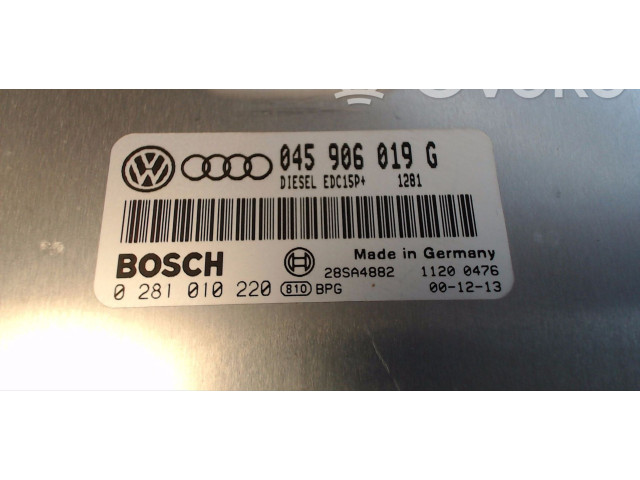 045 906 019 G
DIESEL EDC15P+ 1281
BOSCH Made in Germany
28SA4882 1120 0476
0 281 010 220 810 BPG 00-12-13